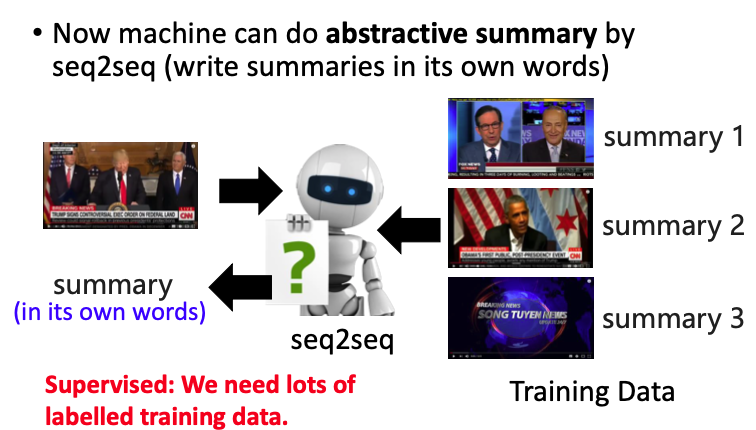 • Now machine can do abstractive summary by
seq2seq (write summaries in its own words)
summary 1
FOX NEWS
BREAKING NEWS
TRUMP SIGNS CONTROVERSIAL EXEC ORDER ON FEDERAL LAND
CNN
summary 2
NEW DEVELOPMENTS
OBAMA'S FIRST PUBLIC, POST-PRESIDENCY EVENT
CNN
?
summary
(in its own words)
BREAKING NEWS
SONG TUYEN NEWS
summary 3
seq2seq
Supervised: We need lots of
labelled training data.
Training Data